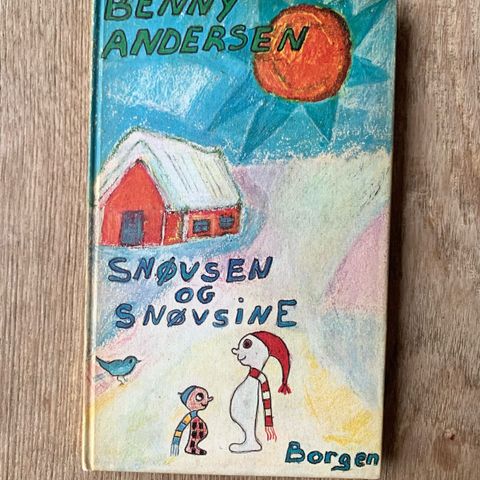 BENNY
ANDERSEN
SNØVSEN
OG
SNØVSINE
Borgen